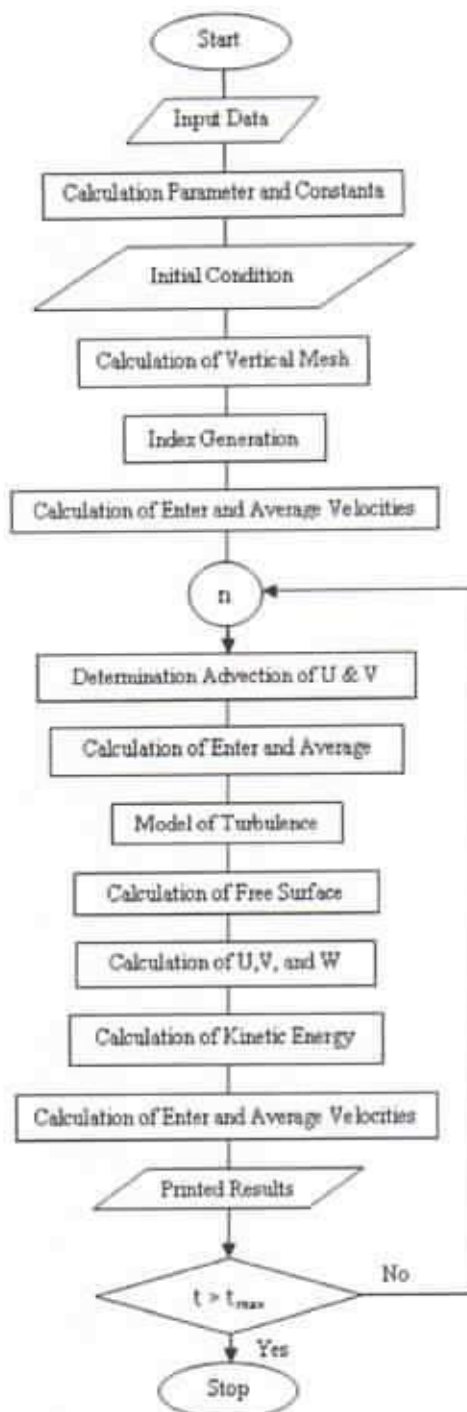 Start
Input Data
Calculation Parameter and Constanta
Initial Condition
Calculation of Vertical Mesh
Index Generation
Calculation of Enter and Average Velocities
n
Determination Advection of U & V
Calculation of Enter and Average
Model of Turbulence
Calculation of Free Surface
Calculation of U,V, and W
Calculation of Kinetic Energy
Calculation of Enter and Average Velocities
Printed Results
t > tmax
No
Yes
Stop